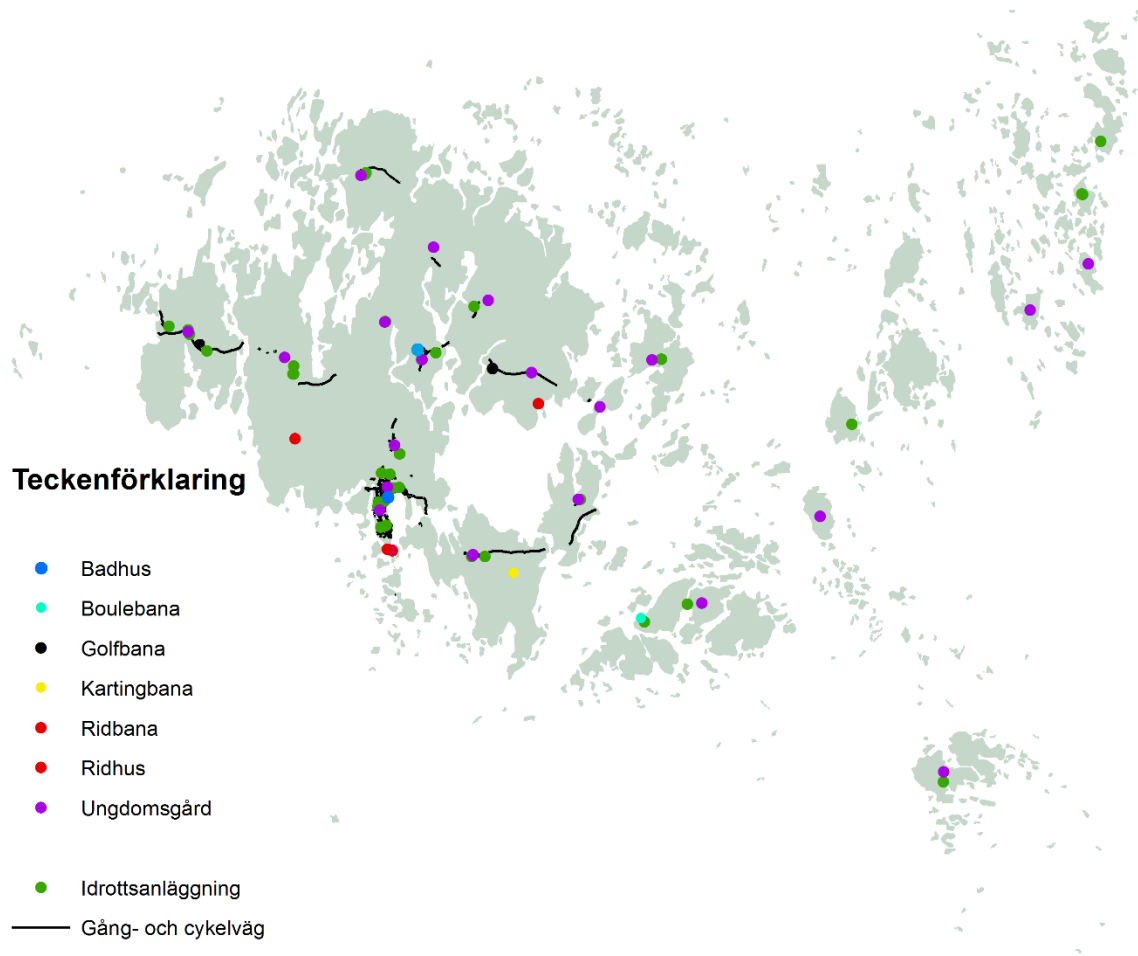 Teckenförklaring
Badhus
Boulebana
Golfbana
Kartingbana
Ridbana
Ridhus
Ungdomsgård
Idrottsanläggning
Gång- och cykelväg